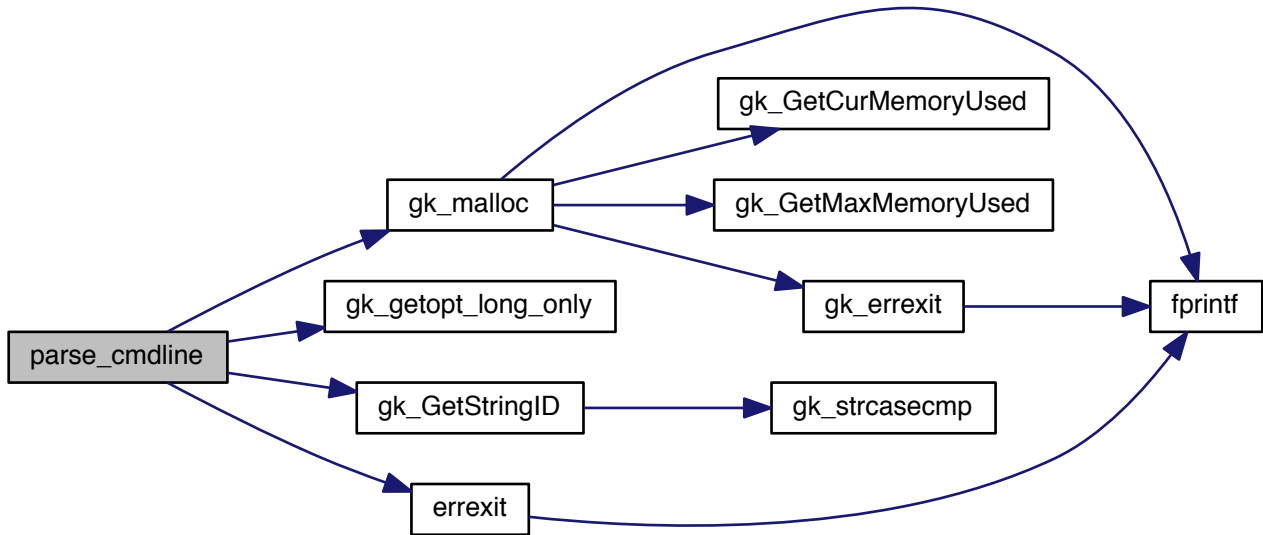 gk_GetCurMemoryUsed
gk_malloc
gk_GetMaxMemoryUsed
gk_getopt_long_only
gk_errexit
fprintf
parse_cmdline
gk_GetStringID
gk_strcasecmp
errexit